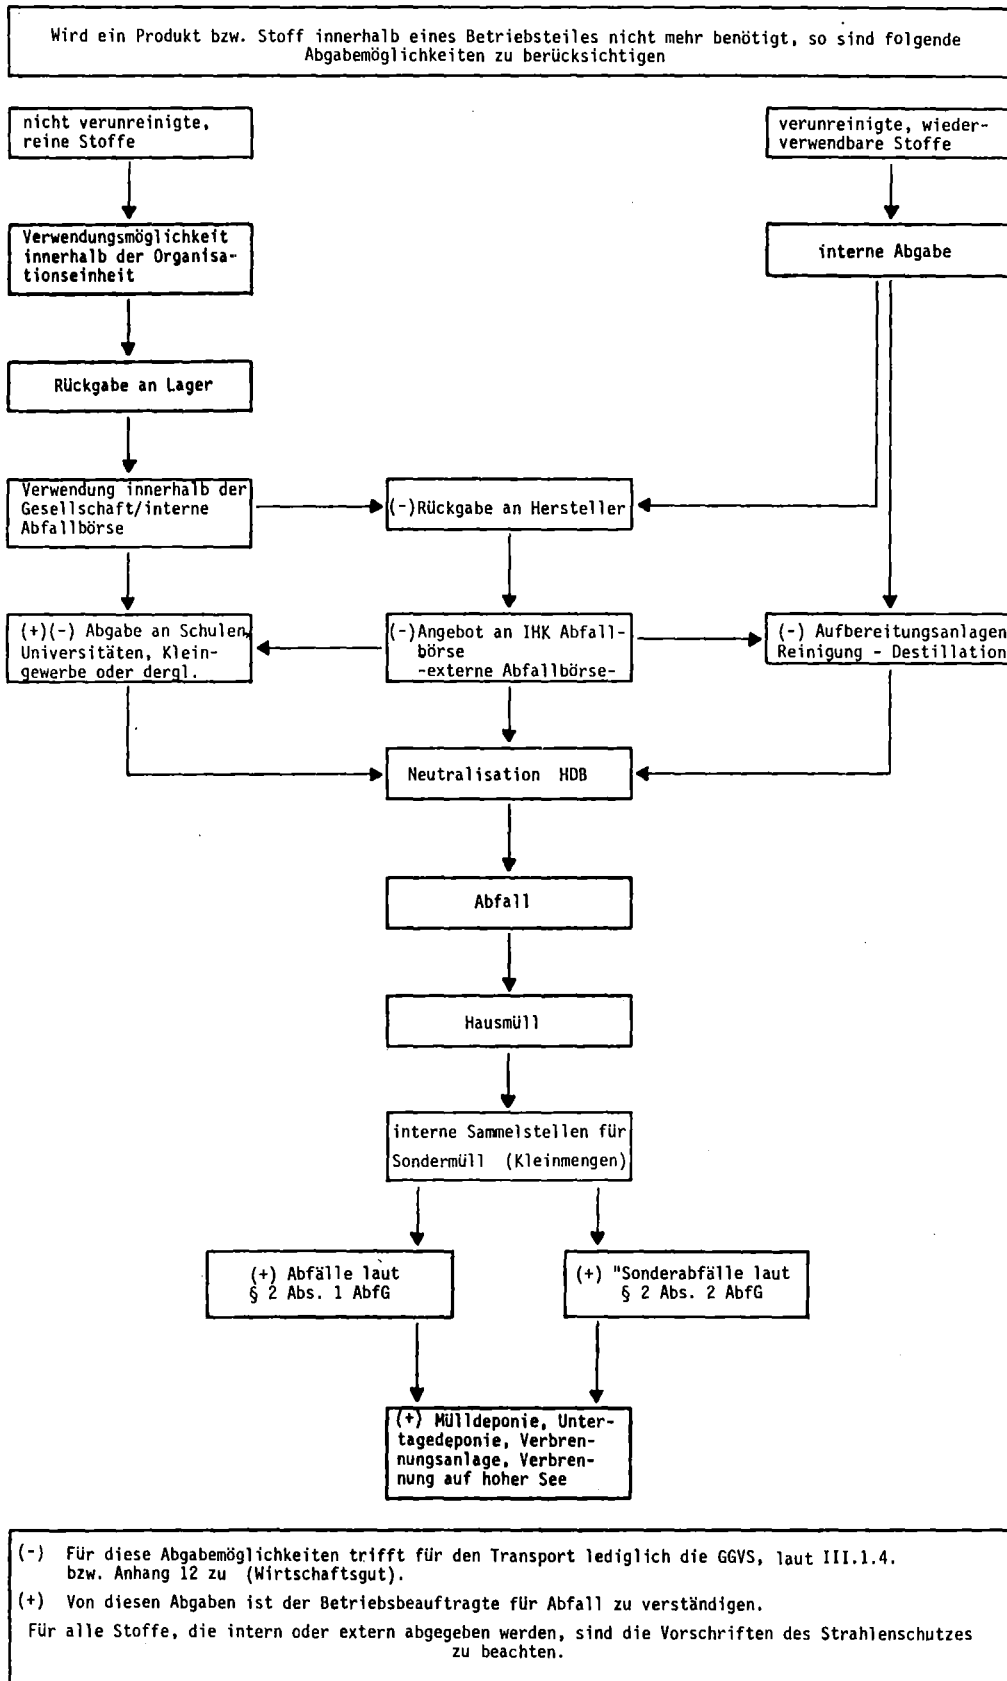 Wird ein Produkt bzw. Stoff innerhalb eines Betriebsteiles nicht mehr benötigt, so sind folgende
Abgabemöglichkeiten zu berücksichtigen
nicht verunreinigte,
reine Stoffe
verunreinigte, wieder-
verwendbare Stoffe
Verwendungsmöglichkeit
innerhalb der Organisa-
tionseinheit
interne Abgabe
Rückgabe an Lager
Verwendung innerhalb der
Gesellschaft/interne
Abfallbörse
(-)Rückgabe an Hersteller
(+)(-) Abgabe an Schulen,
Universitäten, Klein-
gewerbe oder dergl.
(-)Angebot an IHK Abfall-
börse
-externe Abfallbörse-
(-) Aufbereitungsanlagen
Reinigung - Destillation
Neutralisation HDB
Abfall
Hausmüll
interne Sammelstellen für
Sondermüll (Kleinmengen)
(+) Abfälle laut
§ 2 Abs. 1 AbfG
(+) "Sonderabfälle laut
§ 2 Abs. 2 AbfG
(+) Mülldeponie, Unter-
tagedeponie, Verbren-
nungsanlage, Verbren-
nung auf hoher See
(-) Für diese Abgabemöglichkeiten trifft für den Transport lediglich die GGVS, laut III.1.4.
bzw. Anhang 12 zu (Wirtschaftsgut).
(+) Von diesen Abgaben ist der Betriebsbeauftragte für Abfall zu verständigen.
Für alle Stoffe, die intern oder extern abgegeben werden, sind die Vorschriften des Strahlenschutzes
zu beachten.